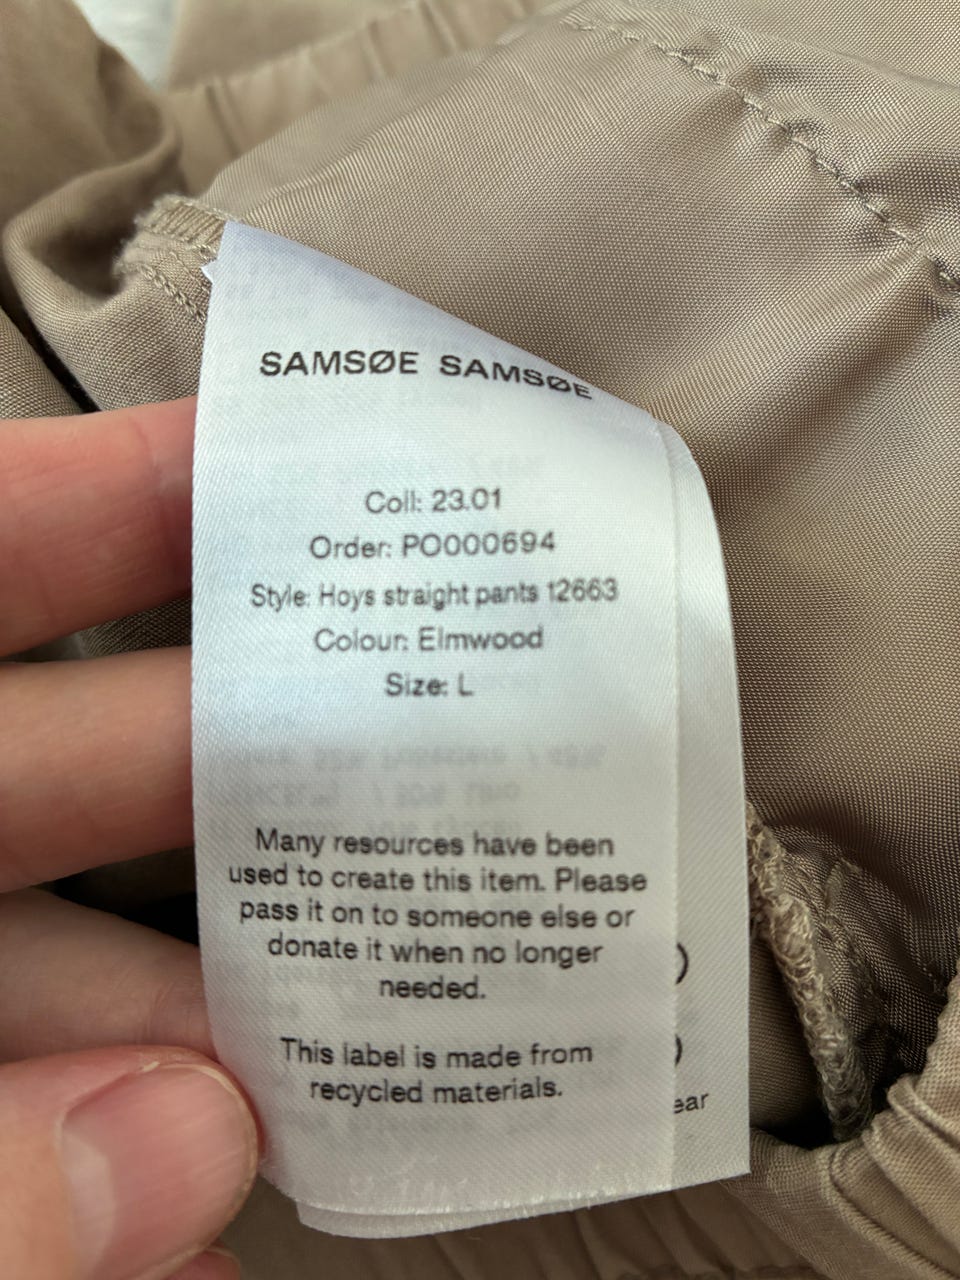 SAMSØE SAMSØE
Coll: 23.01
Order: PO000694
Style: Hoys straight pants 12663
Colour: Elmwood
Size: L
Many resources have been
used to create this item. Please
pass it on to someone else or
donate it when no longer
needed.
This label is made from
recycled materials.